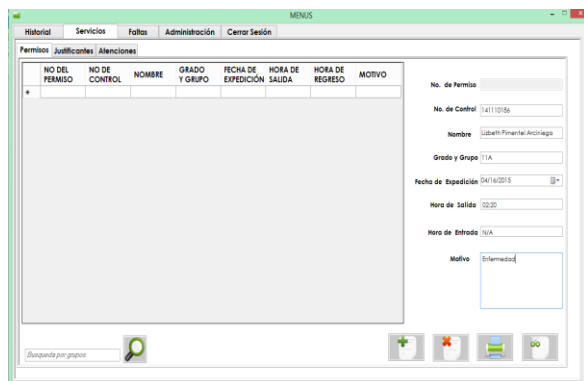 MENUS
Historial Servicios Faltas Administración Cerrar Sesión
Permisos Justificantes Atenciones
NO DEL PERMISO NO DE CONTROL NOMBRE GRADO Y GRUPO FECHA DE EXPEDICIÓN HORA DE SALIDA HORA DE REGRESO MOTIVO
No. de Permiso
No. de Control 141110186
Nombre Lizbeth Pimentel Arciniega
Grado y Grupo 11A
Fecha de Expedición 04/16/2015
Hora de Salida 02:20
Hora de Entrada N/A
Motivo Enfermedad
Busqueda por grupos